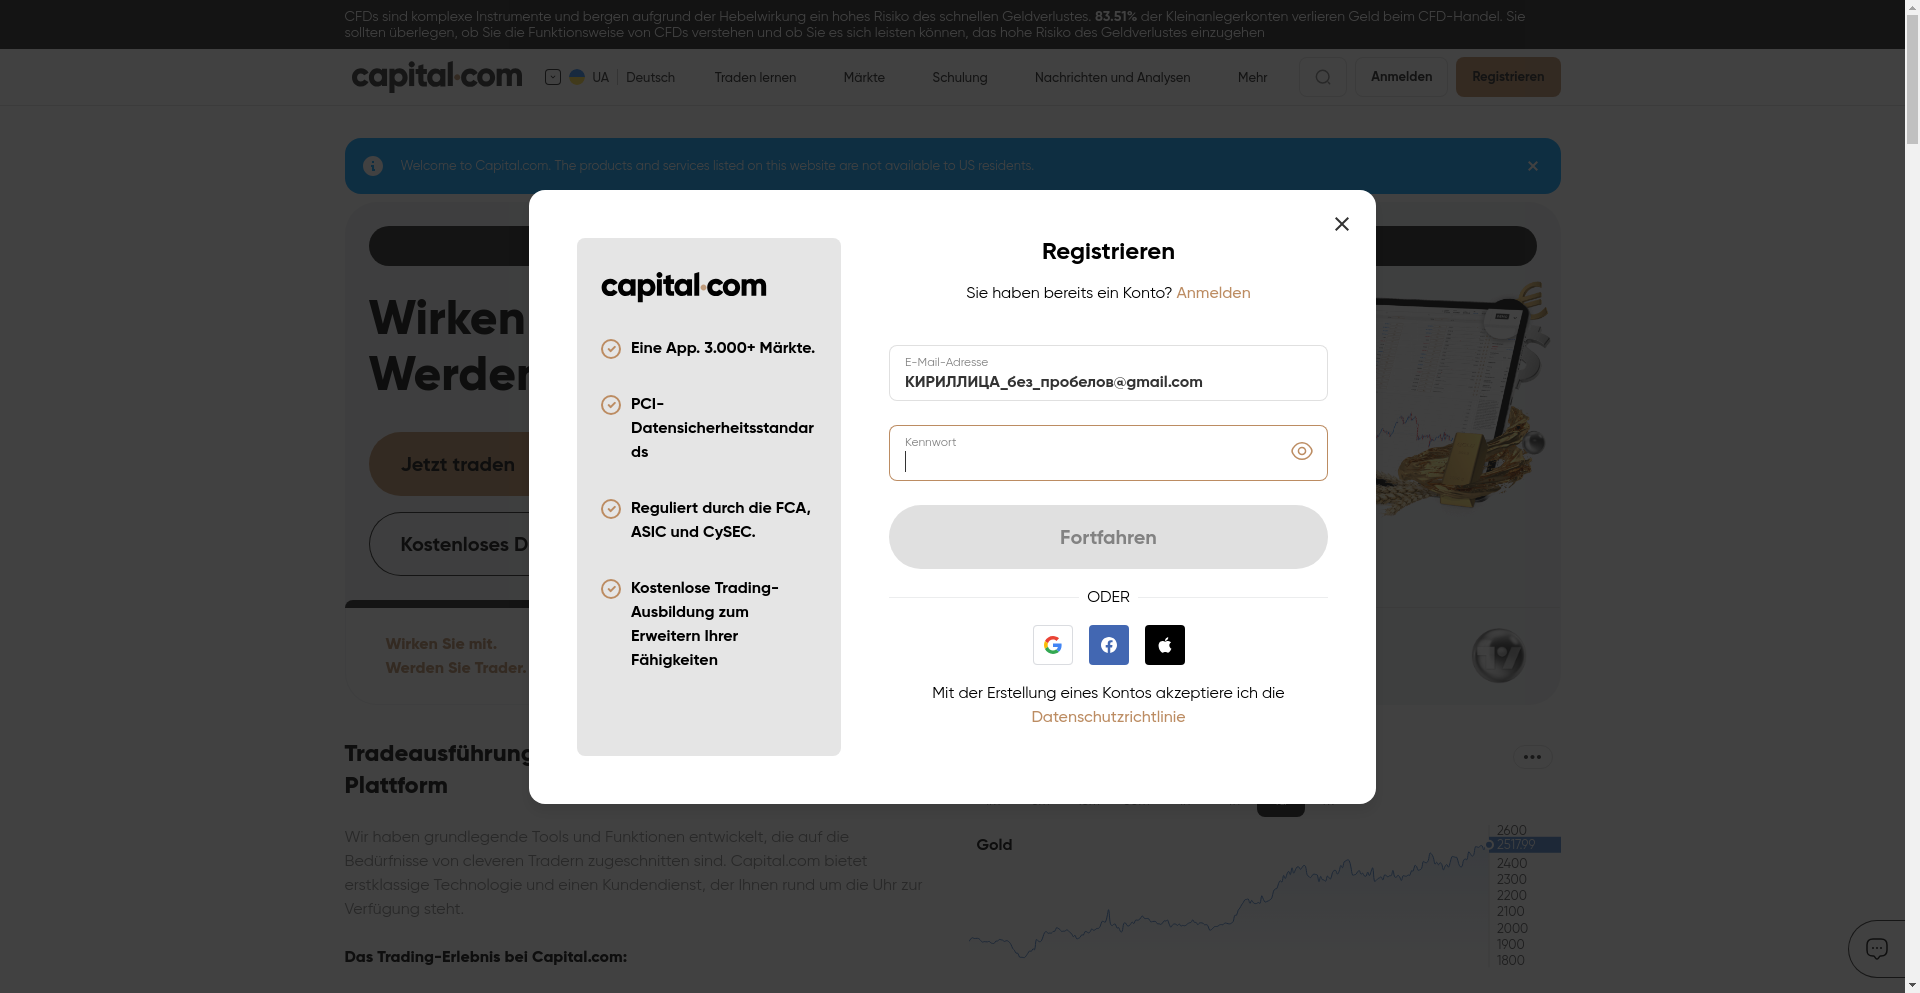 CFDs sind komplexe Instrumente und bergen aufgrund der Hebelwirkung ein hohes Risiko des schnellen Geldverlustes. 83.51% der Kleinanlegerkonten verlieren Geld beim CFD-Handel. Sie
sollten überlegen, ob Sie die Funktionsweise von CFDs verstehen und ob Sie es sich leisten können, das hohe Risiko des Geldverlustes einzugehen
capital.com UA Deutsch Traden lernen Märkte Schulung Nachrichten und Analysen Mehr Anmelden Registrieren
Welcome to Capital.com. The products and services listed on this website are not available to US residents.
Wirken
Werden
Jetzt traden
Kostenloses D
Wirken Sie mit.
Werden Sie Trader.
capital.com
Eine App. 3.000+ Märkte.
PCI-
Datensicherheitsstandar
ds
Reguliert durch die FCA,
ASIC und CySEC.
Kostenlose Trading-
Ausbildung zum
Erweitern Ihrer
Fähigkeiten
Registrieren
Sie haben bereits ein Konto? Anmelden
E-Mail-Adresse
КИРИЛЛИЦА_без_пробелов@gmail.com
Kennwort
Fortfahren
ODER
Mit der Erstellung eines Kontos akzeptiere ich die
Datenschutzrichtlinie
Tradeausführung
Plattform
Wir haben grundlegende Tools und Funktionen entwickelt, die auf die
Bedürfnisse von cleveren Tradern zugeschnitten sind. Capital.com bietet
erstklassige Technologie und einen Kundendienst, der Ihnen rund um die Uhr zur
Verfügung steht.
Das Trading-Erlebnis bei Capital.com:
Gold
2600
2517.99
2400
2300
2200
2100
2000
1900
1800